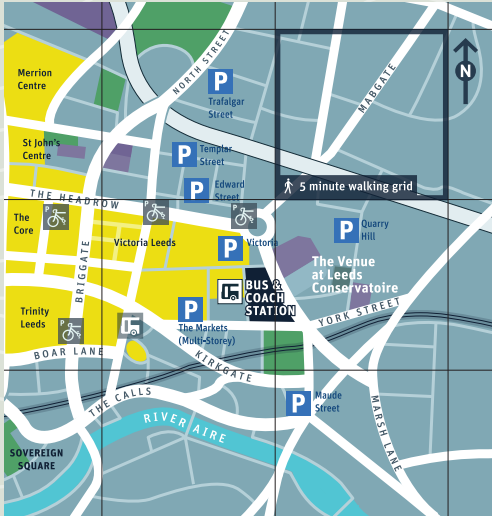 NORTH STREET
MABGATE
N
Merrion
Centre
P
Trafalgar
Street
St John's
Centre
P
Templar
Street
P
Edward
Street
5 minute walking grid
THE HEADROW
P
P
P
The
Core
Victoria Leeds
P
Victoria
P
Quarry
Hill
BRIGGATE
The Venue
at Leeds
Conservatoire
BUS &
COACH
STATION
Trinity
Leeds
P
P
The Markets
(Multi-Storey)
YORK STREET
BOAR LANE
KIRKGATE
THE CALLS
P
Maude
Street
MARSH LANE
RIVER AIRE
SOVEREIGN
SQUARE